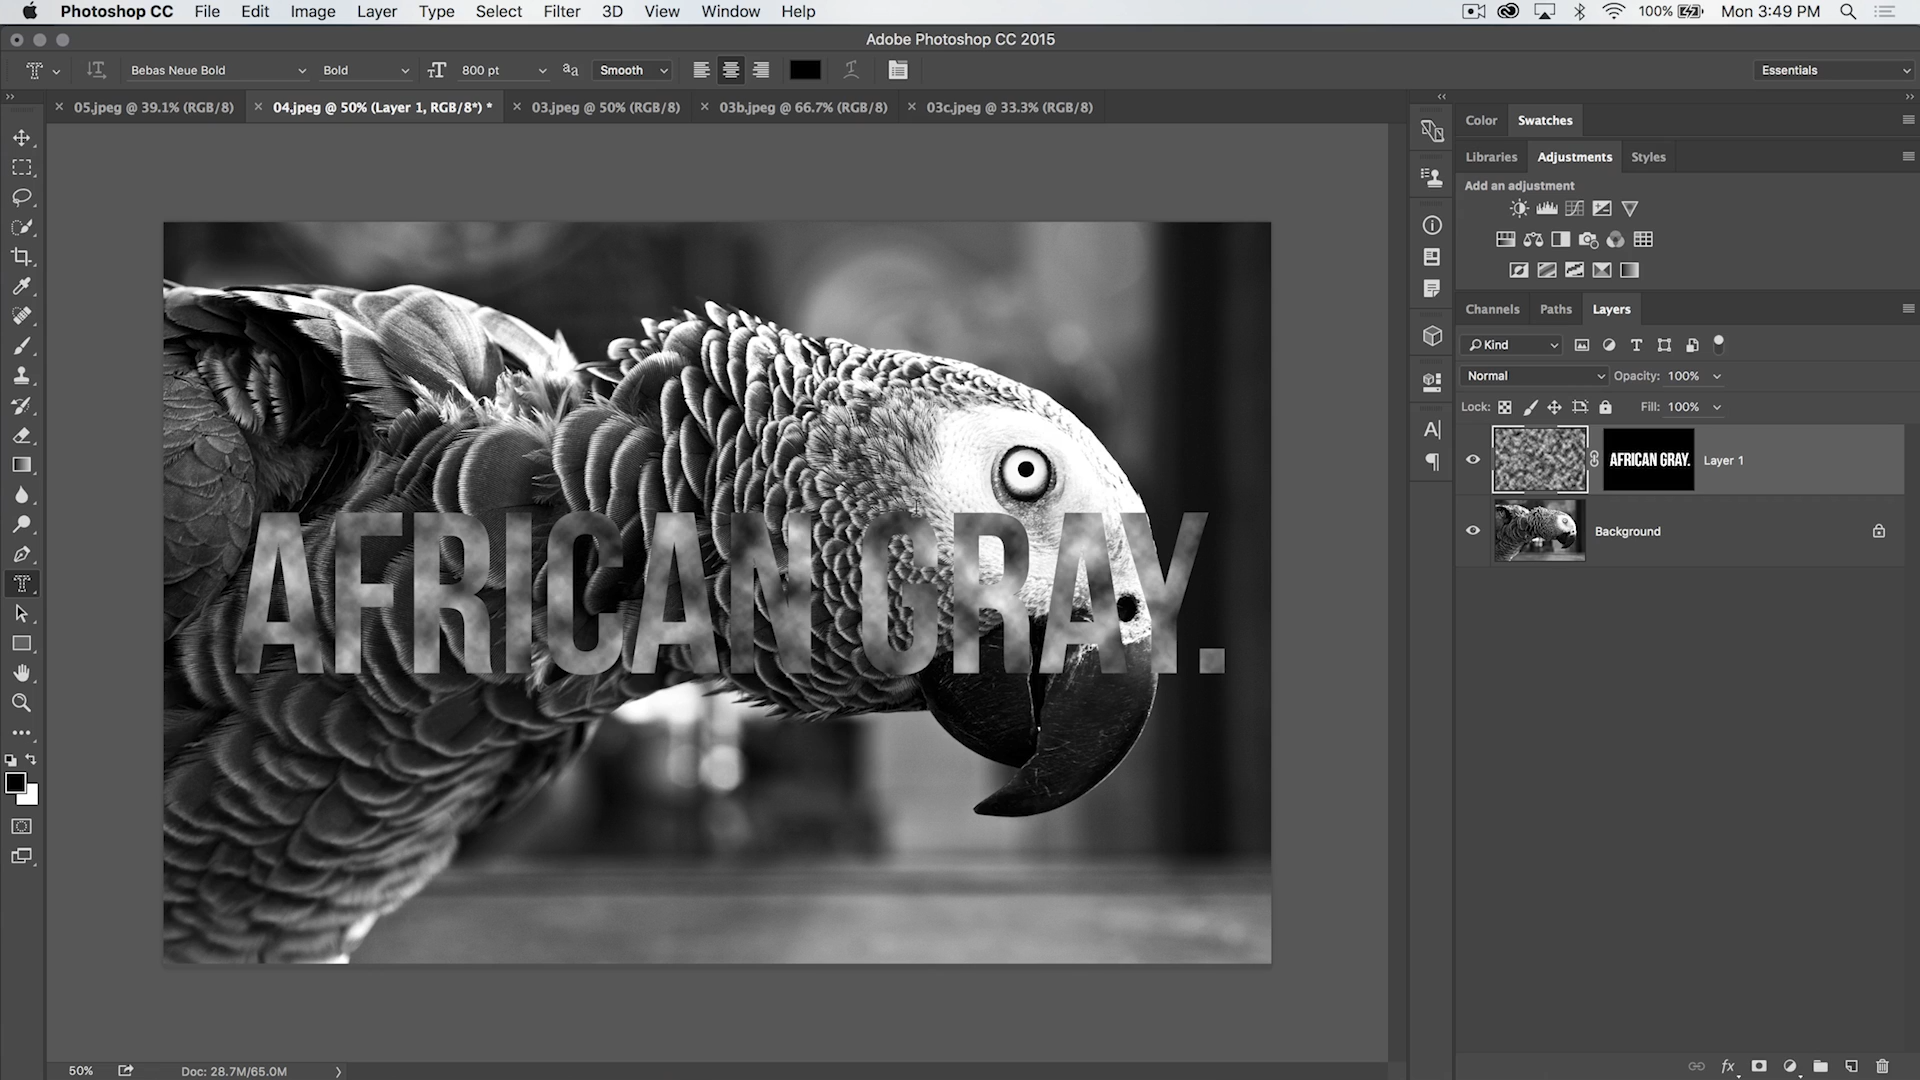 Photoshop CC File Edit Image Layer Type Select Filter 3D View Window Help 100% Mon 3:49 PM
Adobe Photoshop CC 2015
T Bebas Neue Bold Bold 800 pt Smooth Essentials
05.jpeg @ 39.1% (RGB/8) 04.jpeg @ 50% (Layer 1, RGB/8*) * 03.jpeg @ 50% (RGB/8) 03b.jpeg @ 66.7% (RGB/8) 03c.jpeg @ 33.3% (RGB/8)
Color Swatches
Libraries Adjustments Styles
Add an adjustment
Channels Paths Layers
Kind
Normal Opacity: 100%
Lock: Fill: 100%
AFRICAN GRAY. Layer 1
Background
AFRICAN GRAY.
50% Doc: 28.7M/65.0M
fx